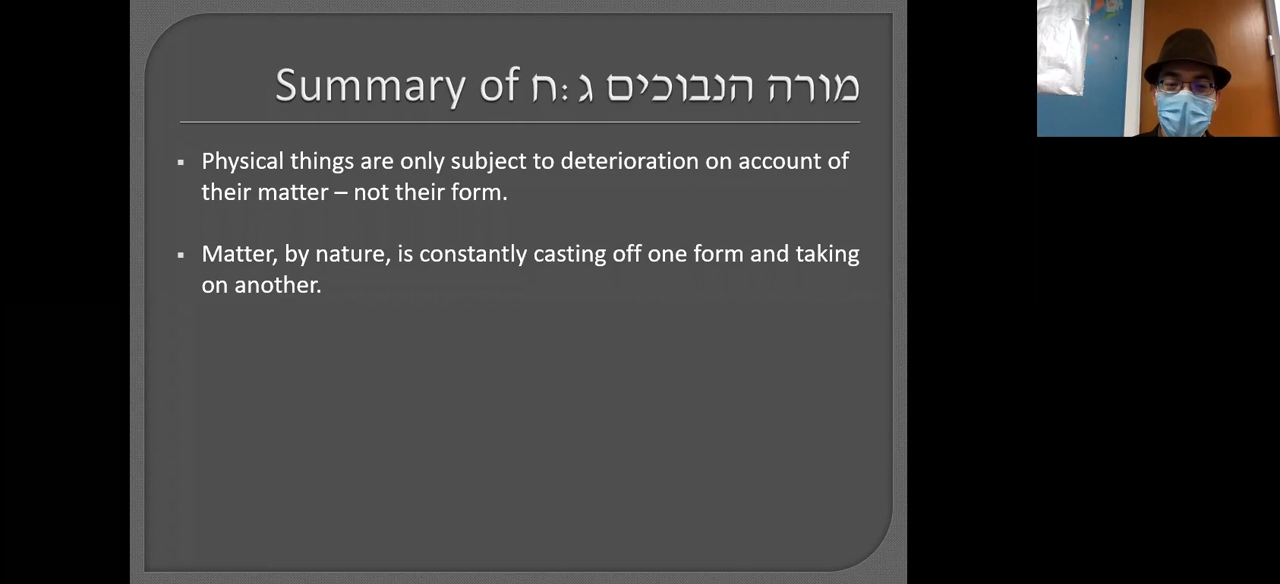 Summary of מורה הנבוכים ג:ח
Physical things are only subject to deterioration on account of
their matter – not their form.
Matter, by nature, is constantly casting off one form and taking
on another.